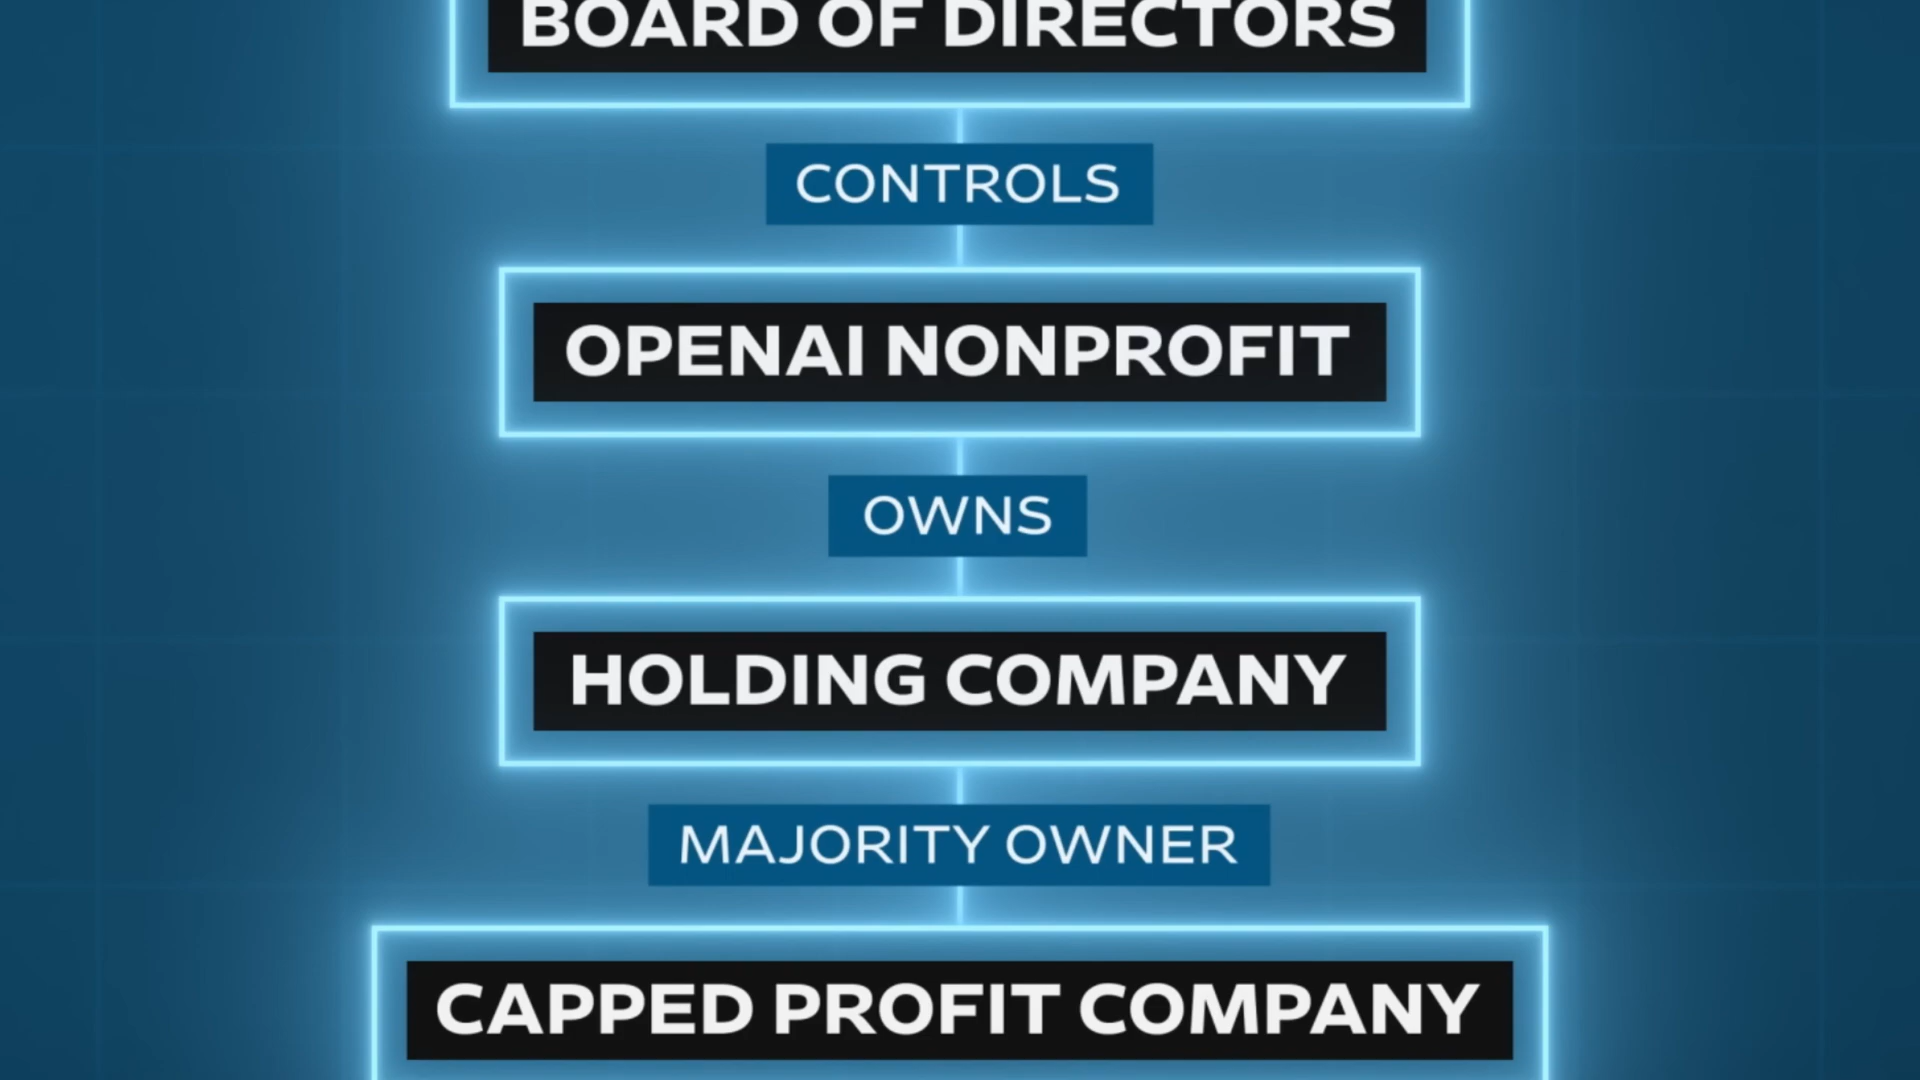 BOARD OF DIRECTORS
CONTROLS
OPENAI NONPROFIT
OWNS
HOLDING COMPANY
MAJORITY OWNER
CAPPED PROFIT COMPANY